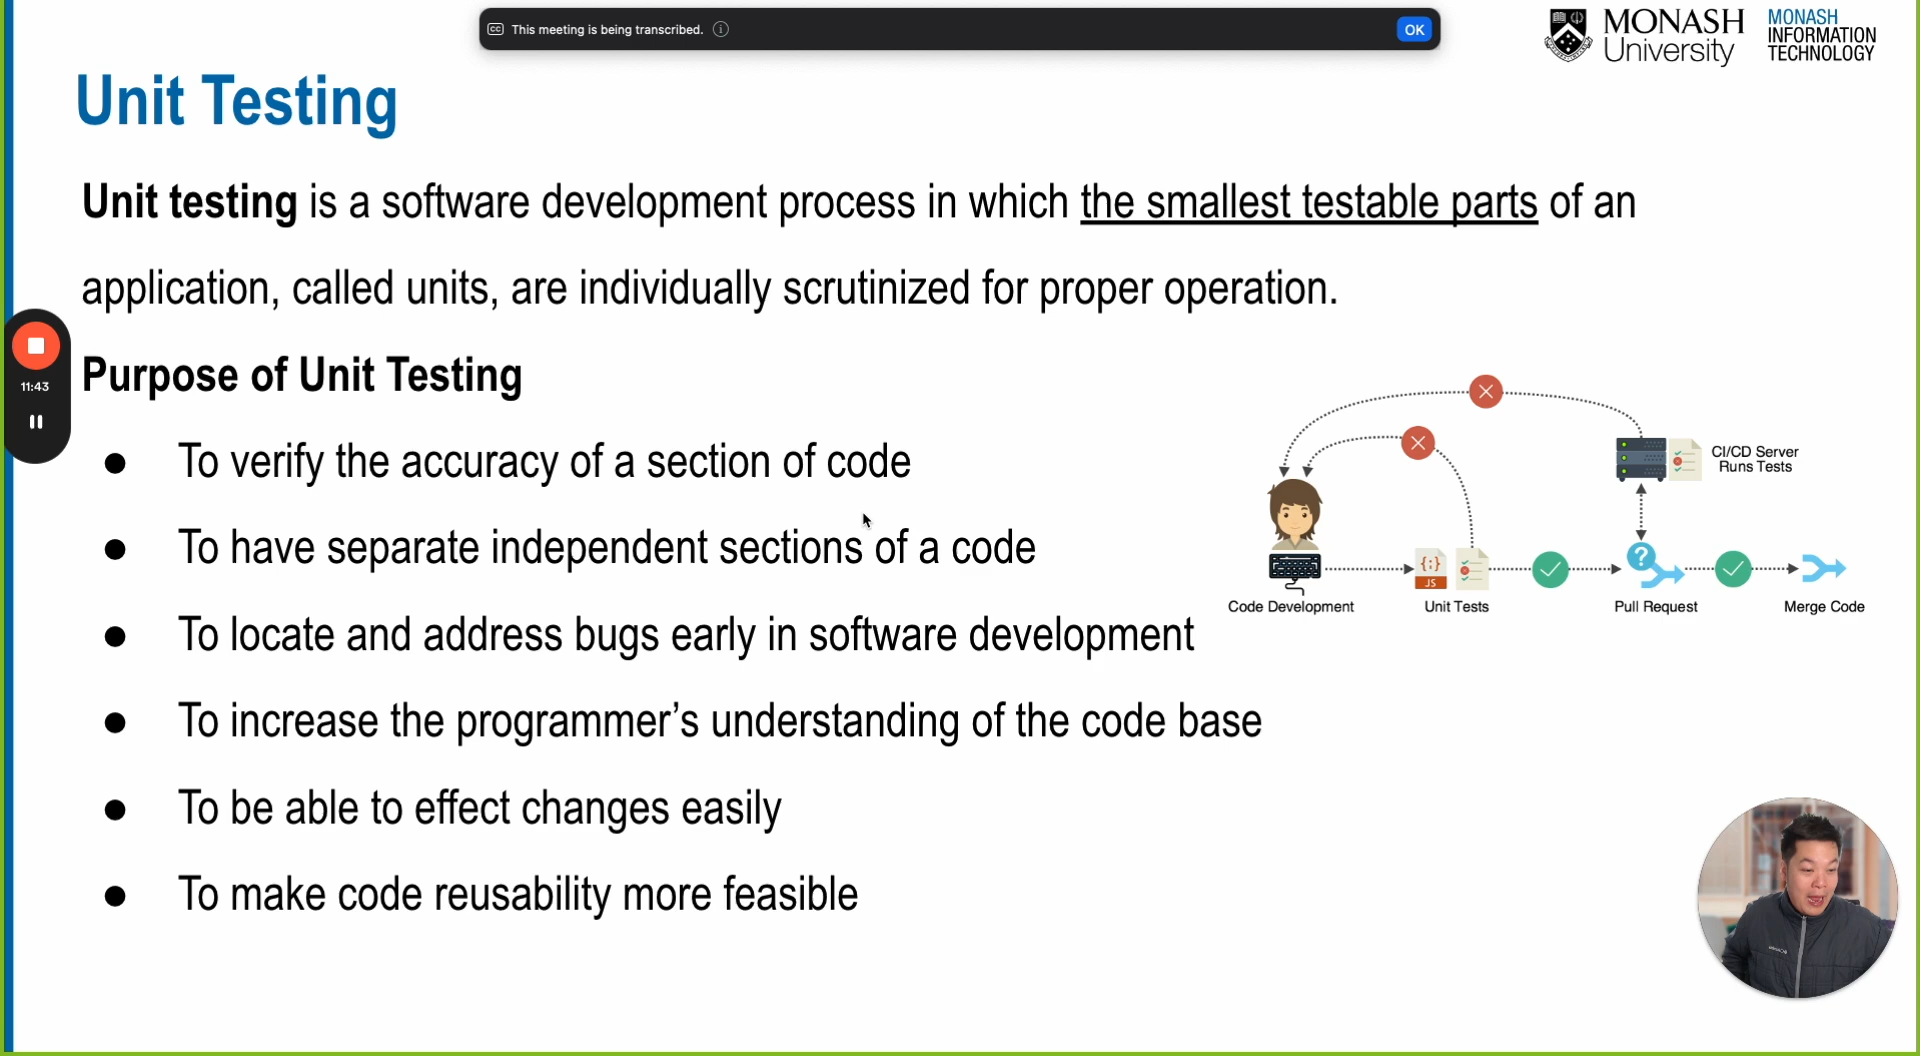 This meeting is being transcribed.
OK
MONASH
University
MONASH
INFORMATION
TECHNOLOGY
Unit Testing
Unit testing is a software development process in which the smallest testable parts of an
application, called units, are individually scrutinized for proper operation.
11:43
Purpose of Unit Testing
● To verify the accuracy of a section of code
● To have separate independent sections of a code
● To locate and address bugs early in software development
● To increase the programmer’s understanding of the code base
● To be able to effect changes easily
● To make code reusability more feasible
CI/CD Server
Runs Tests
{;}
JS
?
Code Development
Unit Tests
Pull Request
Merge Code